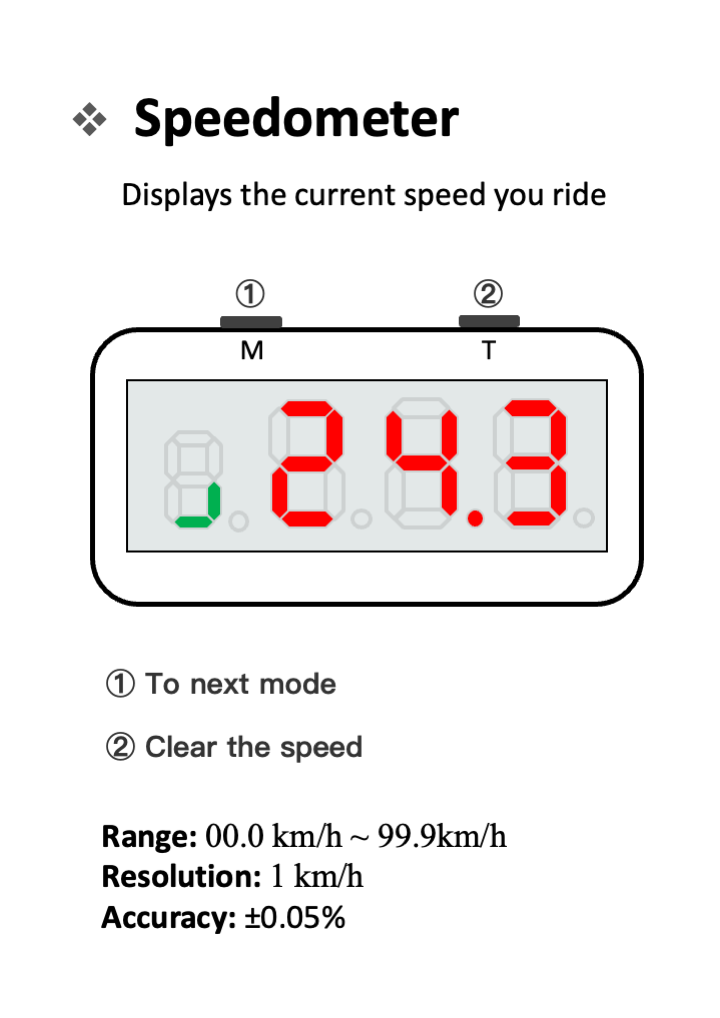 ❖ Speedometer
Displays the current speed you ride
① ②
M T
24.3
① To next mode
② Clear the speed
Range: 00.0 km/h ~ 99.9km/h
Resolution: 1 km/h
Accuracy: ±0.05%